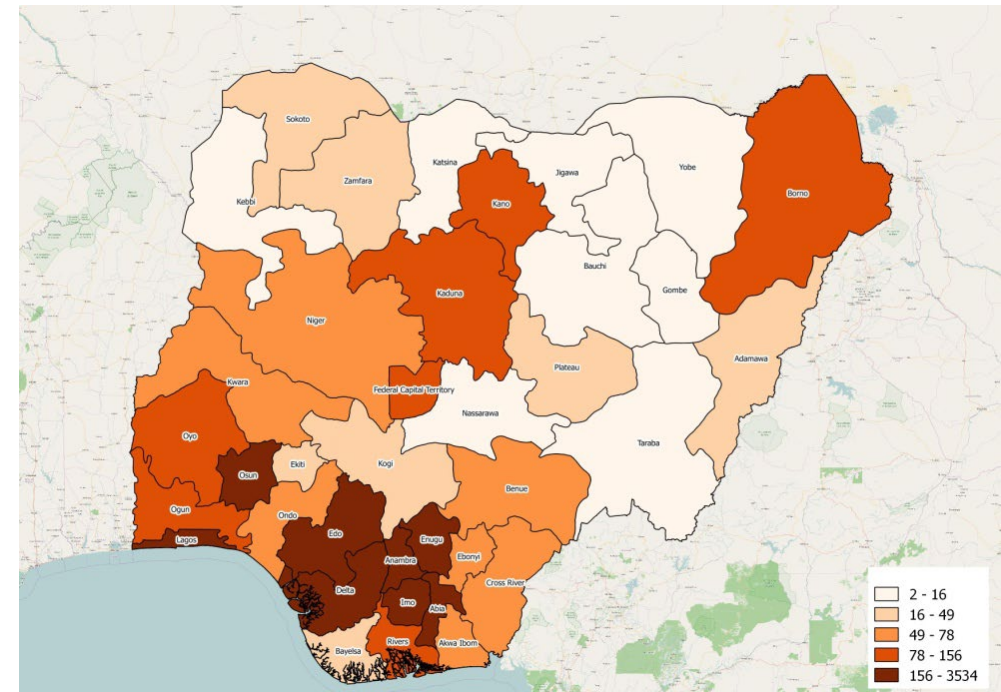 Sokoto
Katsina
Jigawa
Yobe
Zamfara
Borno
Kebbi
Kano
Bauchi
Kaduna
Gombe
Niger
Adamawa
Plateau
Kwara
Federal Capital Territory
Nassarawa
Oyo
Taraba
Ekiti
Kogi
Osun
Benue
Ogun
Ondo
Edo
Lagos
Enugu
Anambra
Ebonyi
Cross River
Delta
Imo
Abia
Rivers
Akwa Ibom
Bayelsa
2 - 16
16 - 49
49 - 78
78 - 156
156 - 3534